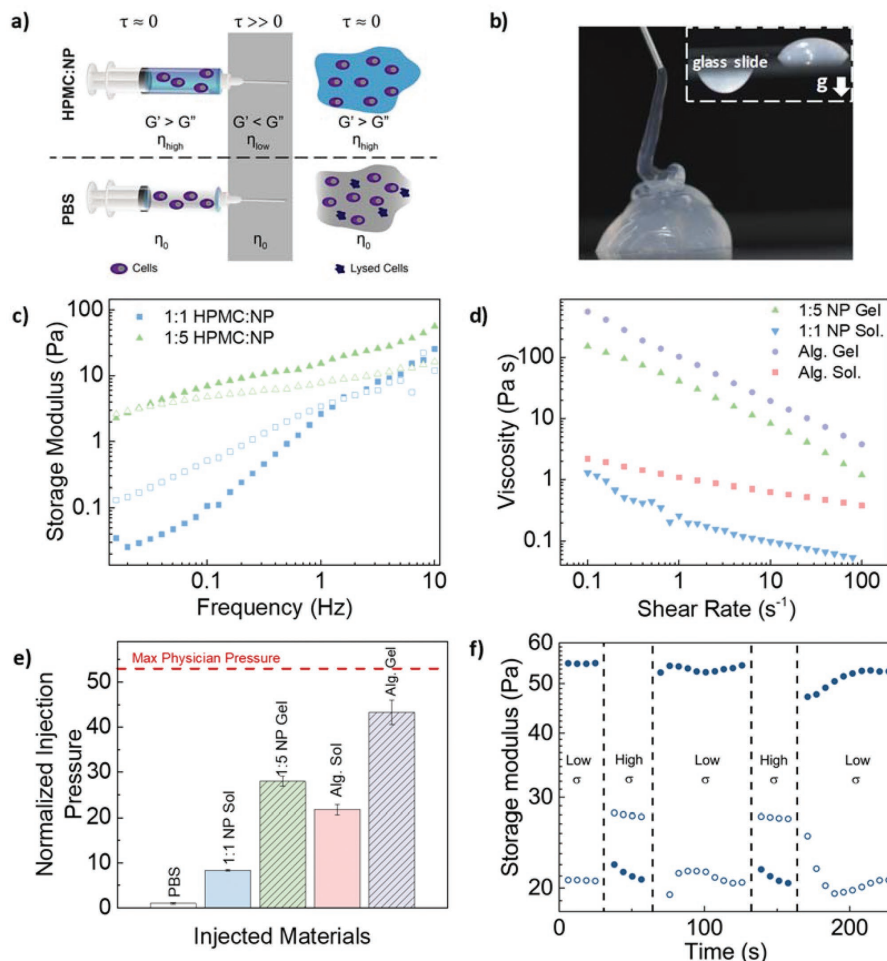 a)
τ ≈ 0
τ >> 0
τ ≈ 0
HPMC:NP
G' > G"
ηhigh
G' < G"
ηlow
G' > G"
ηhigh
PBS
η0
η0
η0
Cells
Lysed Cells
b)
glass slide
g
c)
Storage Modulus (Pa)
100
10
1
0.1
1:1 HPMC:NP
1:5 HPMC:NP
0.1
1
10
Frequency (Hz)
d)
Viscosity (Pa s)
100
10
1
0.1
1:5 NP Gel
1:1 NP Sol.
Alg. Gel
Alg. Sol.
0.1
1
10
100
Shear Rate (s⁻¹)
e)
Normalized Injection
Pressure
50
40
30
20
10
0
Max Physician Pressure
PBS
1:1 NP Sol
1:5 NP Gel
Alg. Sol
Alg. Gel
Injected Materials
f)
Storage modulus (Pa)
60
50
40
30
20
Low
σ
High
σ
Low
σ
High
σ
Low
σ
0
100
200
Time (s)